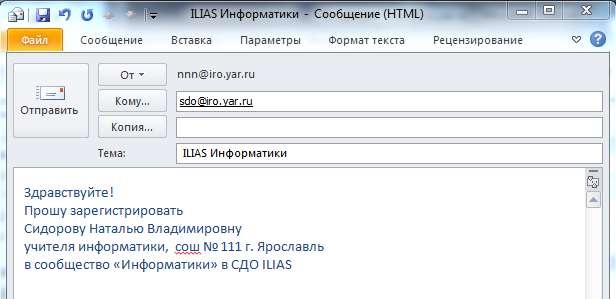 ILIAS Информатики - Сообщение (HTML)
Файл Сообщение Вставка Параметры Формат текста Рецензирование
От nnn@iro.yar.ru
Отправить
Кому... sdo@iro.yar.ru
Копия...
Тема: ILIAS Информатики
Здравствуйте!
Прошу зарегистрировать
Сидорову Наталью Владимировну
учителя информатики, сош №111 г. Ярославль
в сообщество «Информатики» в СДО ILIAS